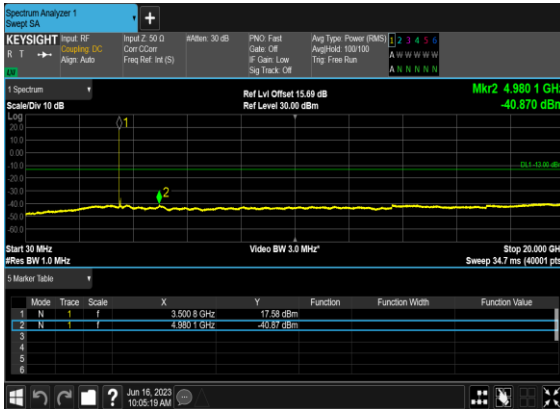 Spectrum Analyzer 1
Swept SA
+
KEYSIGHT Input: RF Input Z: 50 Ω #Atten: 30 dB PNO: Fast Avg Type: Power (RMS) 1 2 3 4 5 6
R T Coupling: DC Corr CCorr Gate: Off Avg|Hold: 100/100 A W W W W W
Align: Auto Freq Ref: Int (S) IF Gain: Low Trig: Free Run
LXI Sig Track: Off A N N N N N
1 Spectrum Ref Lvl Offset 15.69 dB Mkr2 4.980 1 GHz
Scale/Div 10 dB Ref Level 30.00 dBm -40.870 dBm
Log
20.0 1
10.0
0.00
-10.0 DL1 -13.00 dBm
-20.0
-30.0 2
-40.0
-50.0
-60.0
Start 30 MHz Video BW 3.0 MHz* Stop 20.000 GHz
#Res BW 1.0 MHz Sweep 34.7 ms (40001 pts)
5 Marker Table
Mode Trace Scale X Y Function Function Width Function Value
1 N 1 f 3.500 8 GHz 17.58 dBm
2 N 1 f 4.980 1 GHz -40.87 dBm
3
4
5
6
? Jun 16, 2023
10:05:19 AM